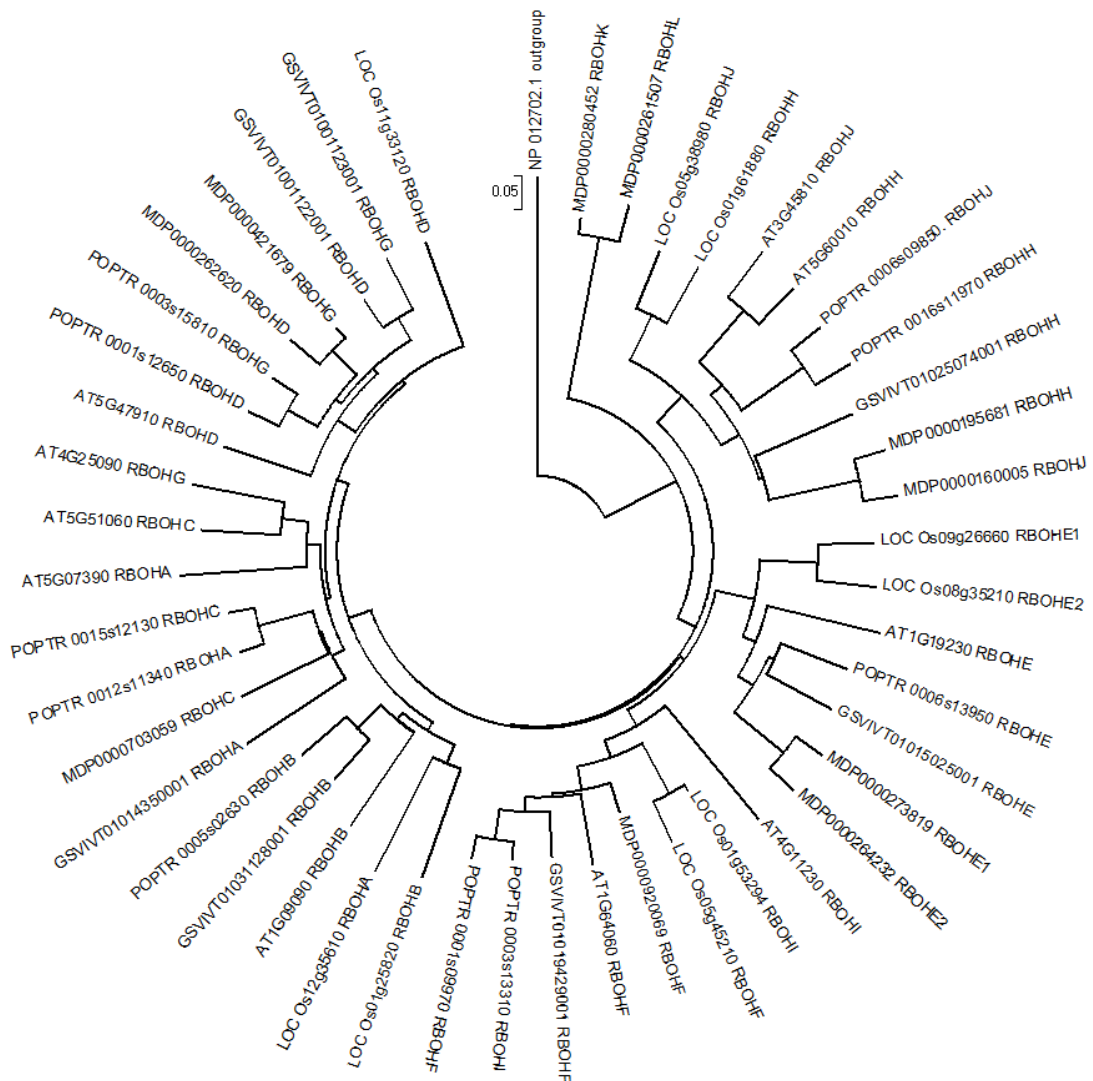 NP 012702.1 outgroup
0.05
MDP0000280452 RBOHK
MDP0000261507 RBOHL
LOC Os05g38980 RBOHJ
LOC Os01g61880 RBOHH
AT3G45810 RBOHJ
AT5G60010 RBOHH
POPTR 0006s09850. RBOHJ
POPTR 0016s11970 RBOHH
GSVIVT01025074001 RBOHH
MDP0000195681 RBOHH
MDP0000160005 RBOHJ
LOC Os09g26660 RBOHE1
LOC Os08g35210 RBOHE2
AT1G19230 RBOHE
POPTR 0006s13950 RBOHE
GSVIVT01015025001 RBOHE
MDP0000273819 RBOHE1
MDP0000264232 RBOHE2
AT4G11230 RBOHI
LOC Os01g53294 RBOHI
LOC Os05g45210 RBOHF
MDP0000920069 RBOHF
AT1G64060 RBOHF
GSVIVT01019429001 RBOHF
POPTR 0003s13310 RBOHI
POPTR 0001s09970 RBOHF
LOC Os01g25820 RBOHB
LOC Os12g35610 RBOHA
AT1G09090 RBOHB
GSVIVT01031128001 RBOHB
POPTR 0005s02630 RBOHB
GSVIVT01014350001 RBOHA
MDP0000703059 RBOHC
POPTR 0012s11340 RBOHA
POPTR 0015s12130 RBOHC
AT5G07390 RBOHA
AT5G51060 RBOHC
AT4G25090 RBOHG
AT5G47910 RBOHD
POPTR 0001s12650 RBOHD
POPTR 0003s15810 RBOHG
MDP0000262620 RBOHD
MDP0000421679 RBOHG
GSVIVT01001122001 RBOHD
GSVIVT01001123001 RBOHG
LOC Os11g33120 RBOHD